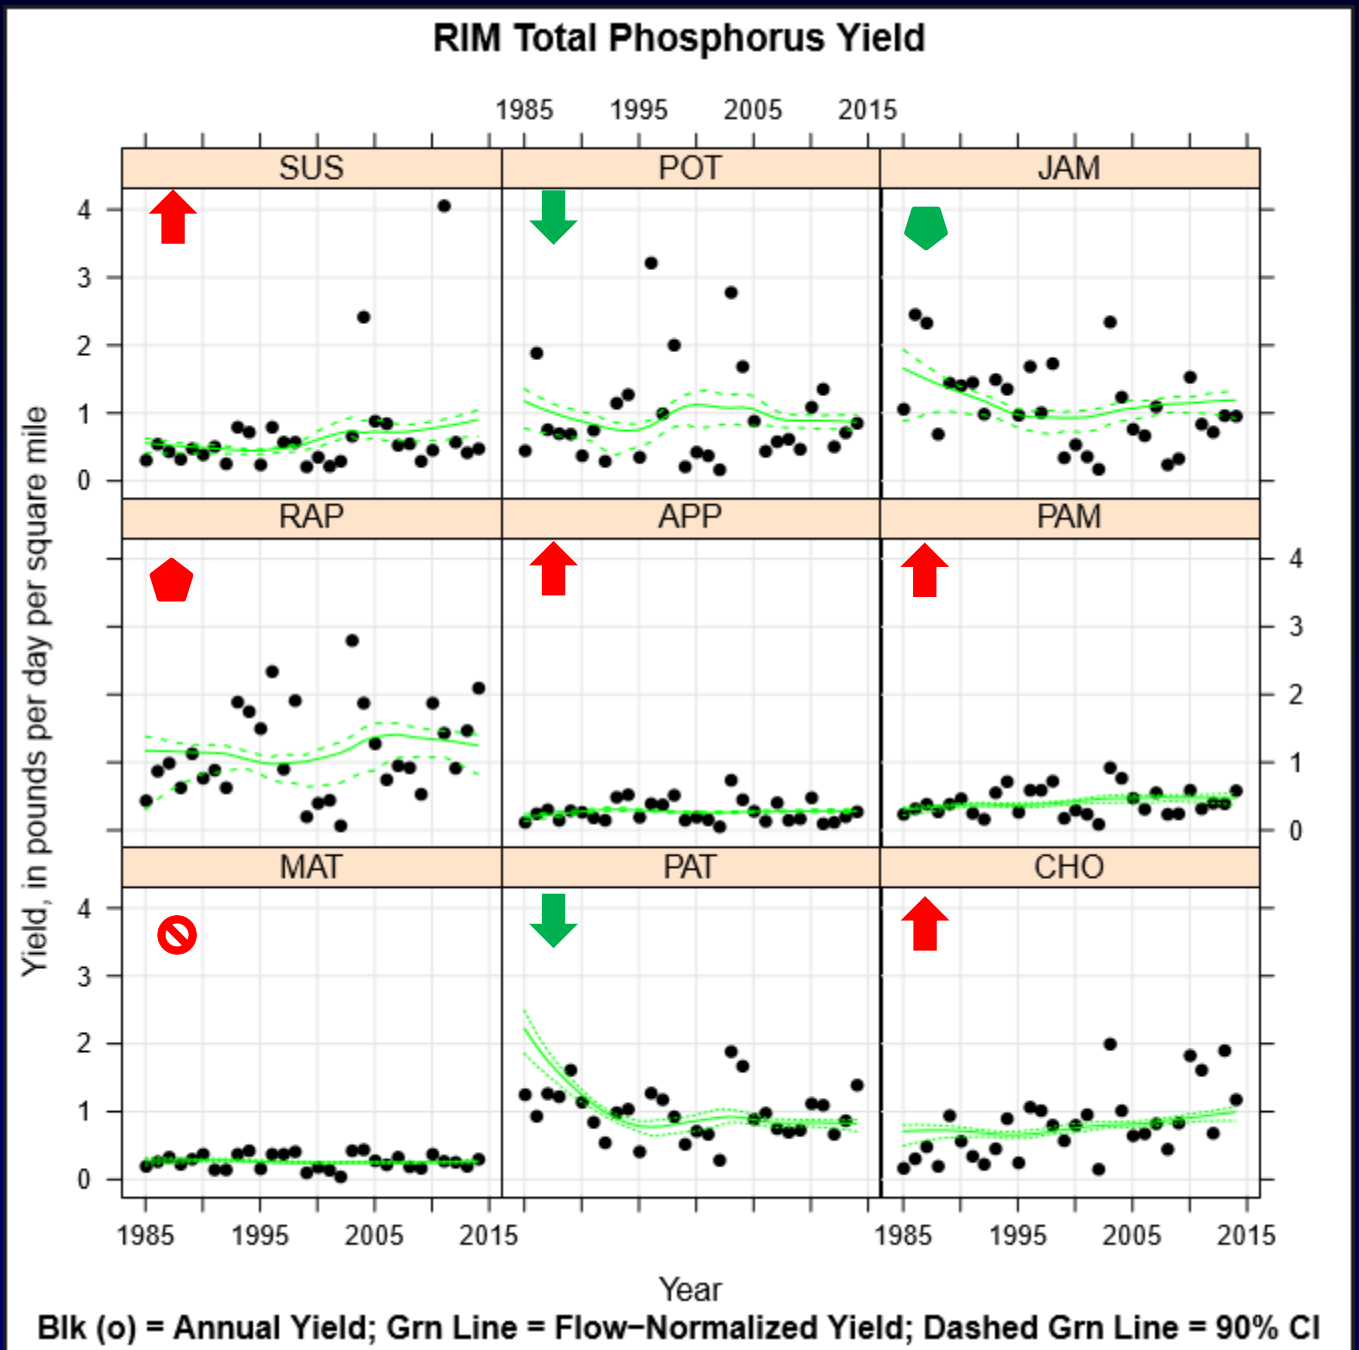 RIM Total Phosphorus Yield
1985 1995 2005 2015
SUS POT JAM
4
3
2
1
0
RAP APP PAM
4
3
2
1
0
MAT PAT CHO
4
3
2
1
0
Yield, in pounds per day per square mile
1985 1995 2005 2015 1985 1995 2005 2015
Year
Blk (o) = Annual Yield; Grn Line = Flow−Normalized Yield; Dashed Grn Line = 90% CI